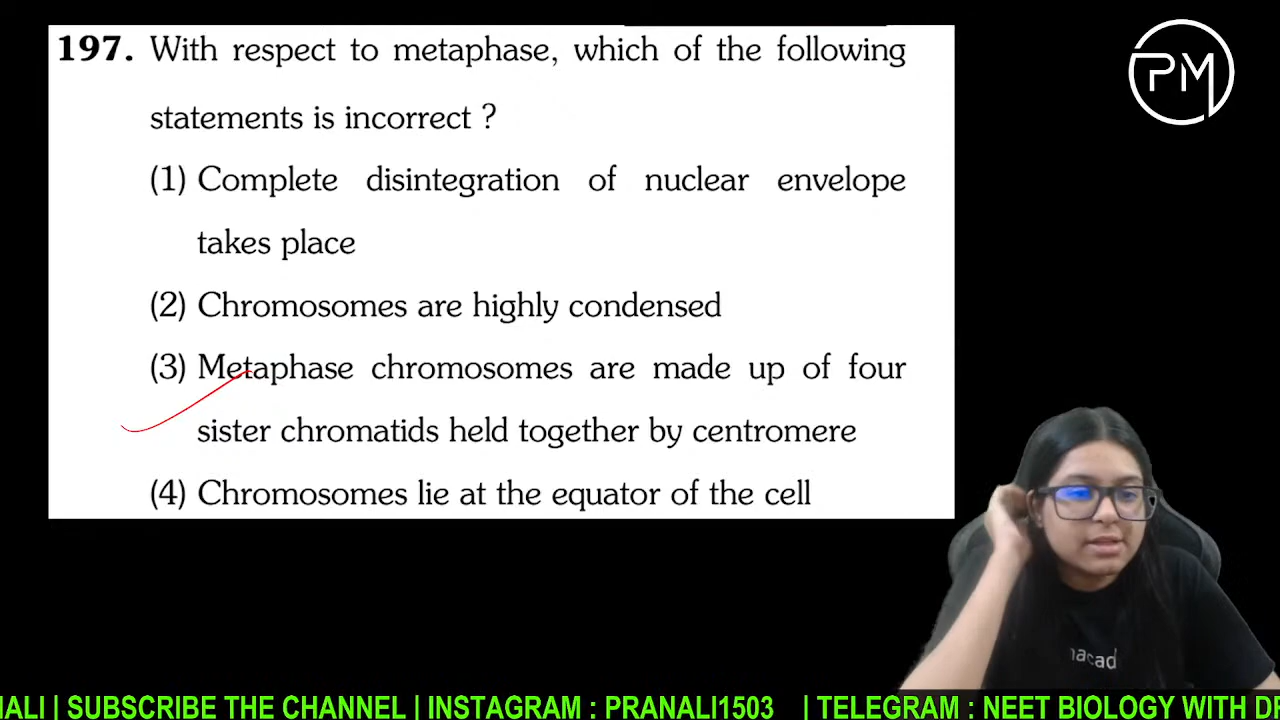 PM
197. With respect to metaphase, which of the following
statements is incorrect ?
(1) Complete disintegration of nuclear envelope
takes place
(2) Chromosomes are highly condensed
(3) Metaphase chromosomes are made up of four
sister chromatids held together by centromere
(4) Chromosomes lie at the equator of the cell
NALI | SUBSCRIBE THE CHANNEL | INSTAGRAM : PRANALI1503 | TELEGRAM : NEET BIOLOGY WITH